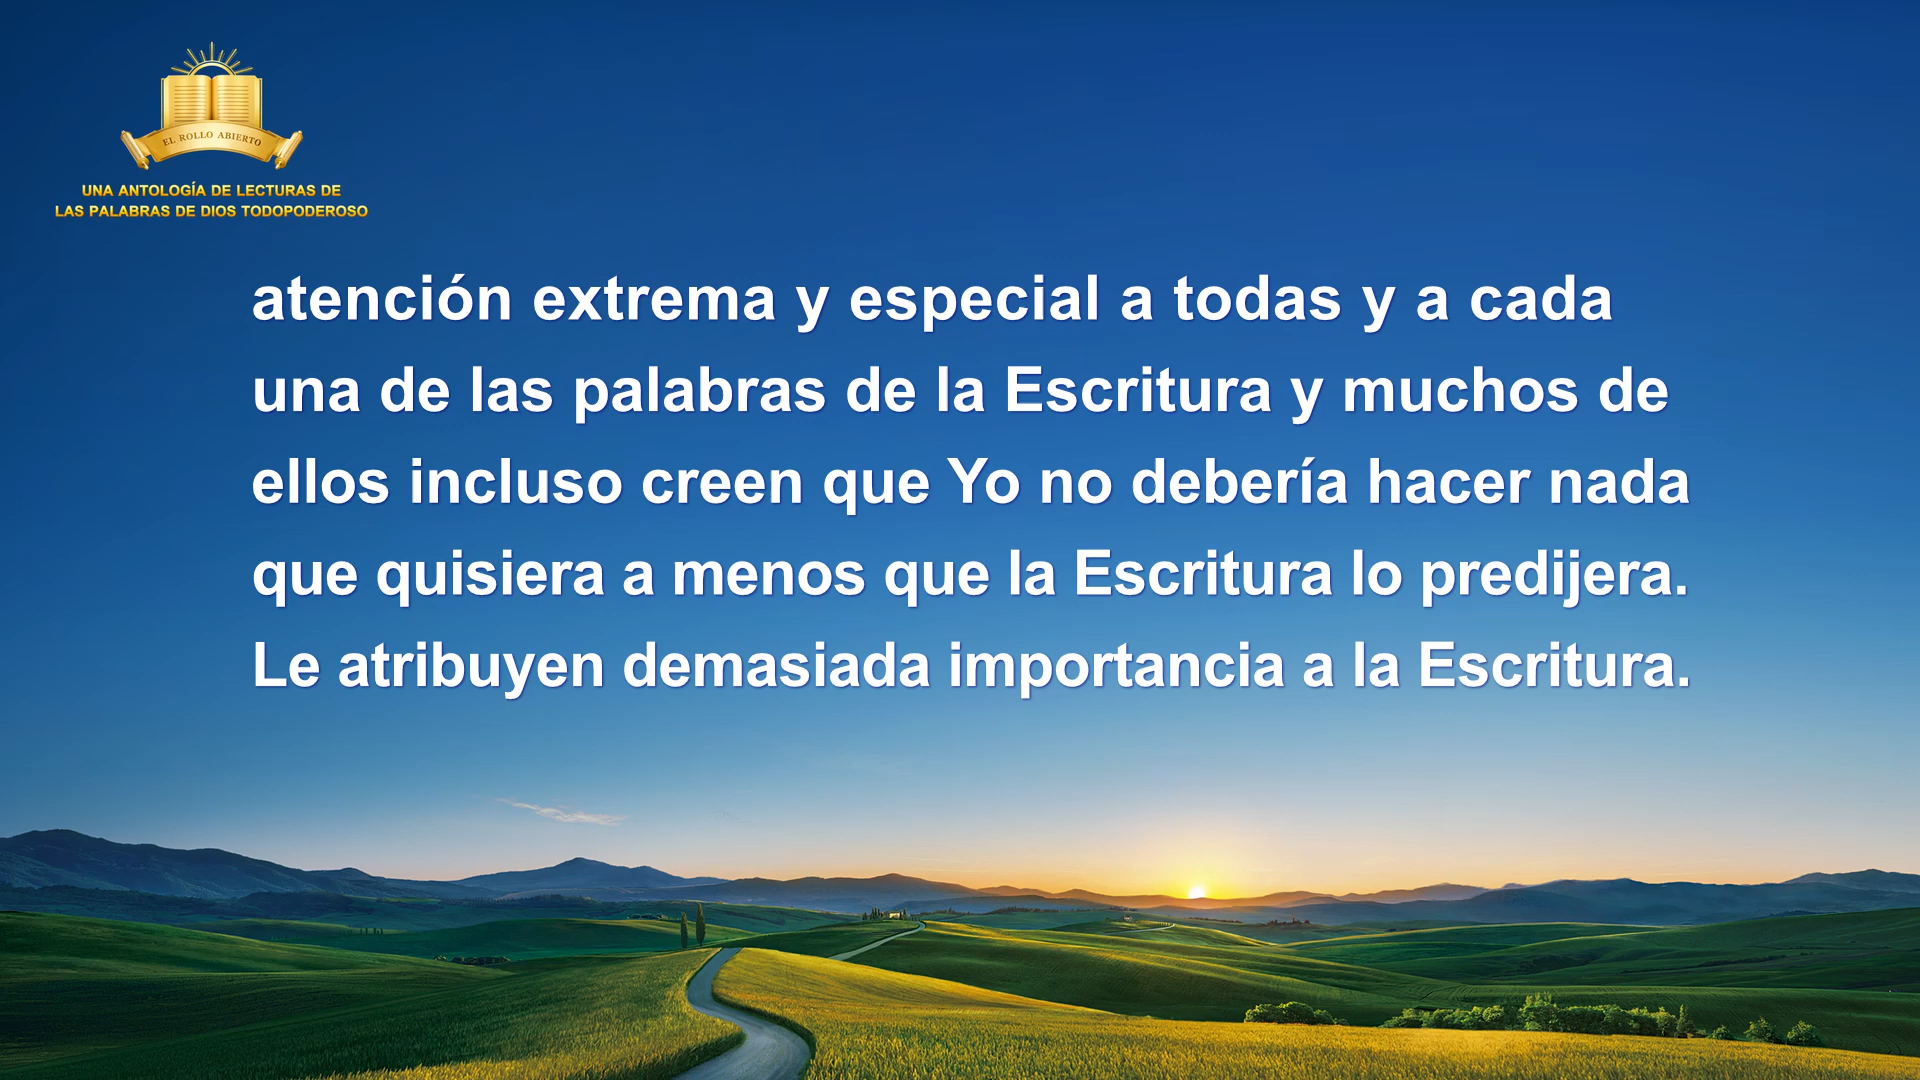 EL ROLLO ABIERTO
UNA ANTOLOGÍA DE LECTURAS DE
LAS PALABRAS DE DIOS TODOPODEROSO
atención extrema y especial a todas y a cada
una de las palabras de la Escritura y muchos de
ellos incluso creen que Yo no debería hacer nada
que quisiera a menos que la Escritura lo predijera.
Le atribuyen demasiada importancia a la Escritura.